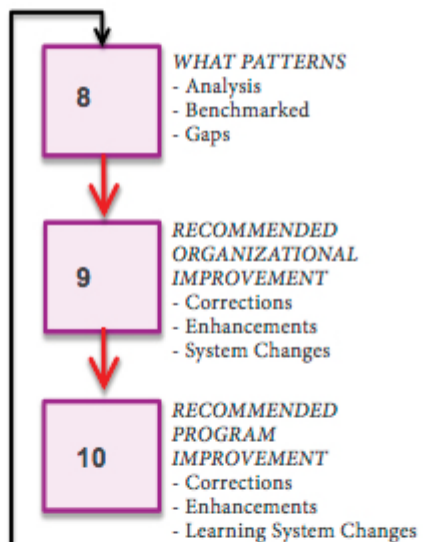 8
WHAT PATTERNS
- Analysis
- Benchmarked
- Gaps
9
RECOMMENDED
ORGANIZATIONAL
IMPROVEMENT
- Corrections
- Enhancements
- System Changes
10
RECOMMENDED
PROGRAM
IMPROVEMENT
- Corrections
- Enhancements
- Learning System Changes